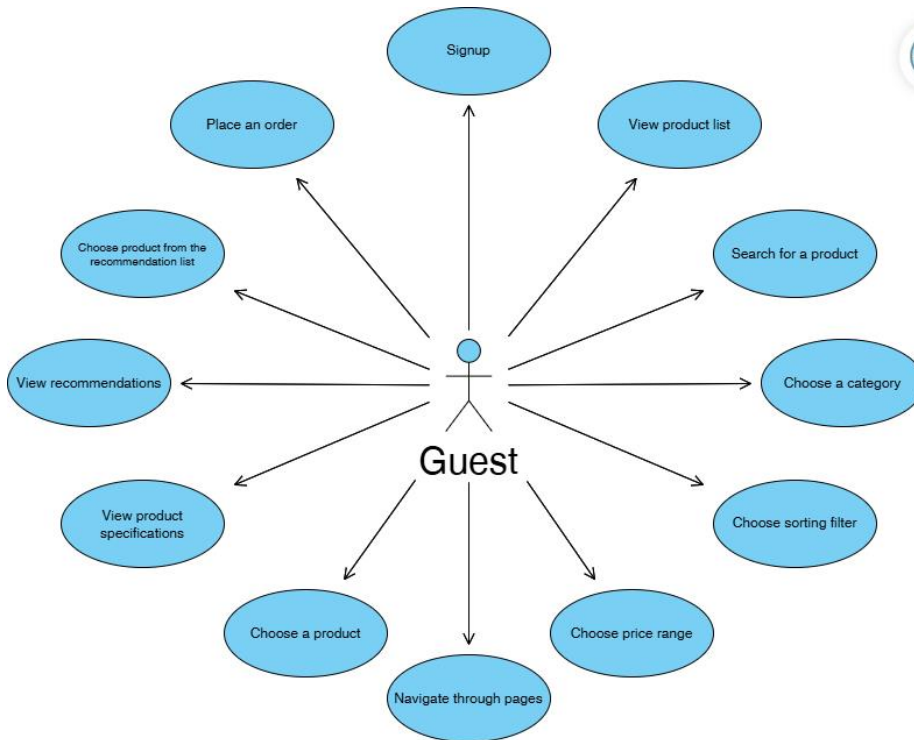 Signup
Place an order
View product list
Choose product from the
recommendation list
Search for a product
View recommendations
Choose a category
Guest
View product
specifications
Choose sorting filter
Choose a product
Choose price range
Navigate through pages